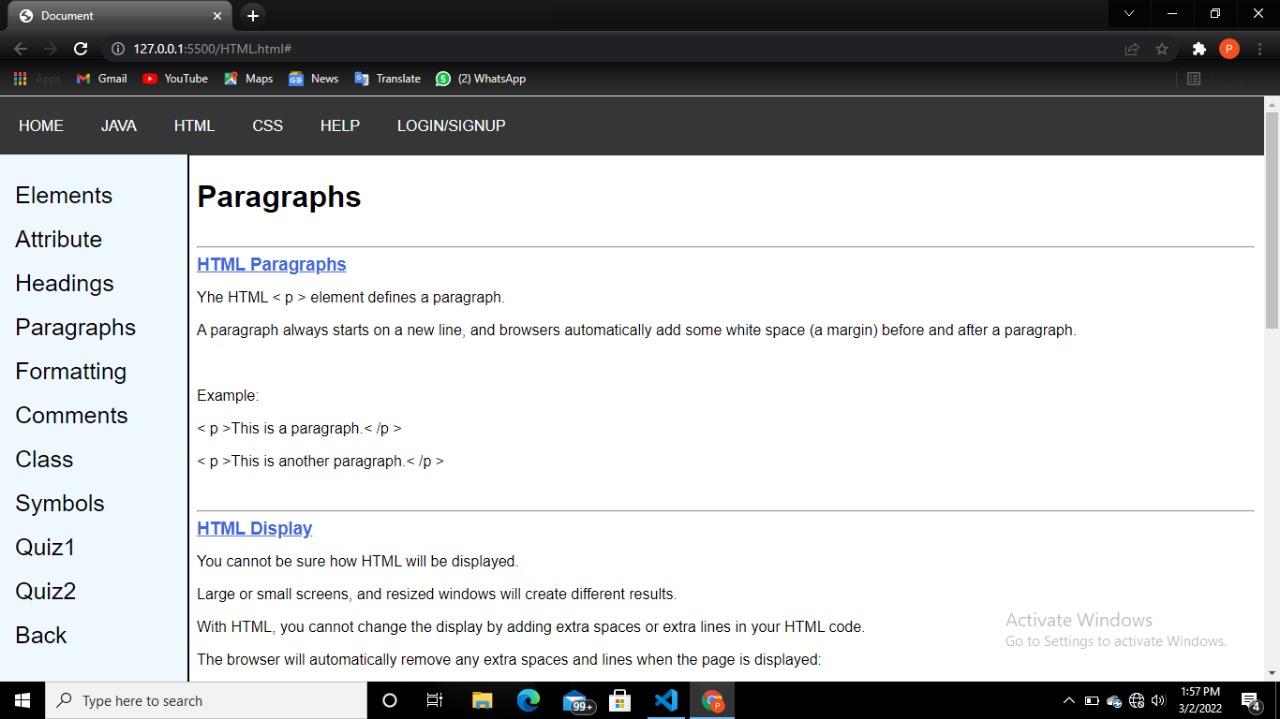 Document
127.0.0.1:5500/HTML.html#
P
Apps Gmail YouTube Maps News Translate (2) WhatsApp
HOME JAVA HTML CSS HELP LOGIN/SIGNUP
Elements
Attribute
Headings
Paragraphs
Formatting
Comments
Class
Symbols
Quiz1
Quiz2
Back
Paragraphs
HTML Paragraphs
Yhe HTML < p > element defines a paragraph.
A paragraph always starts on a new line, and browsers automatically add some white space (a margin) before and after a paragraph.
Example:
< p >This is a paragraph.< /p >
< p >This is another paragraph.< /p >
HTML Display
You cannot be sure how HTML will be displayed.
Large or small screens, and resized windows will create different results.
With HTML, you cannot change the display by adding extra spaces or extra lines in your HTML code.
The browser will automatically remove any extra spaces and lines when the page is displayed:
Activate Windows
Go to Settings to activate Windows.
Type here to search
99+
P
1:57 PM
3/2/2022
4